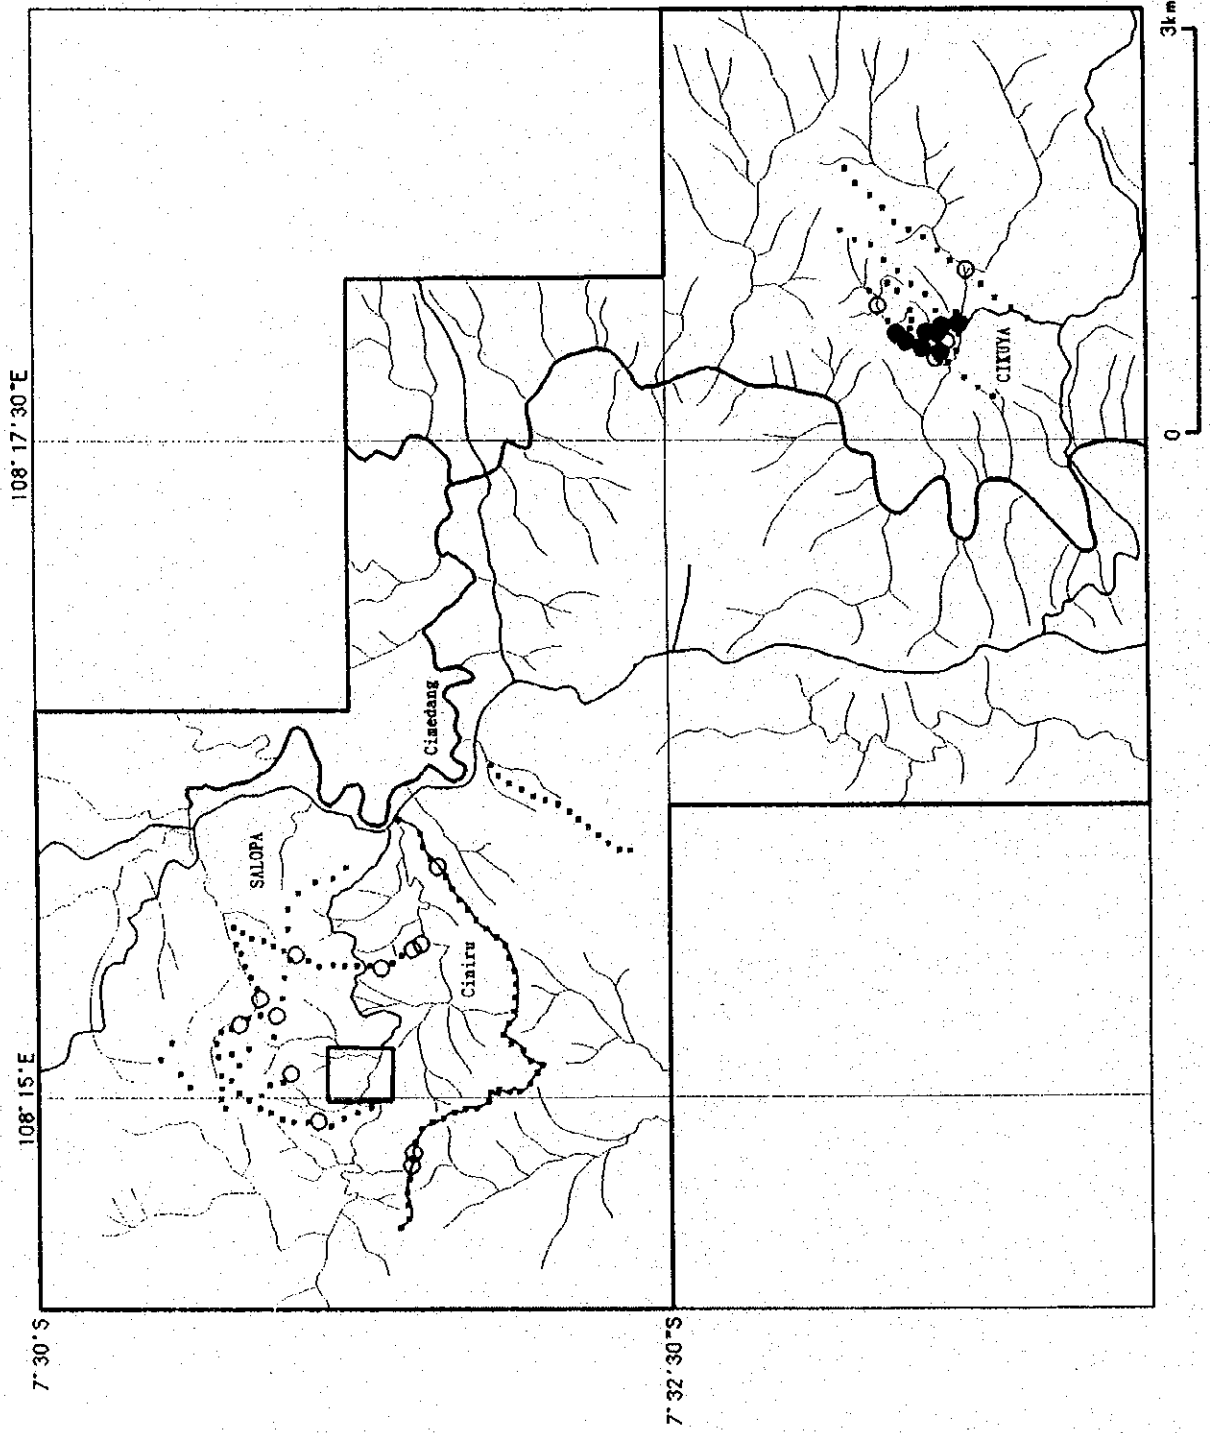 108° 15'E
108° 17'30"E
7° 30'S
7° 32'30"S
SALOPA
Cimedang
Ciniru
CIKUYA
0
3km